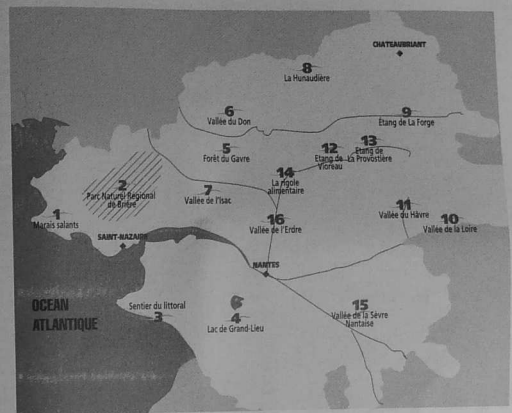 CHATEAUBRIANT
8
La Hunaudière
6
Vallée du Don
9
Etang de La Forge
5
Forêt du Gavre
12
Etang de
Vioreau
13
Etang de
La Provostière
14
La rigole
alimentaire
2
Parc Naturel Régional
de Brière
7
Vallée de l'Isac
1
Marais salants
11
Vallée du Hâvre
10
Vallée de la Loire
16
Vallée de l'Erdre
SAINT-NAZAIRE
NANTES
OCEAN
ATLANTIQUE
Sentier du littoral
3
4
Lac de Grand-Lieu
15
Vallée de la Sèvre
Nantaise